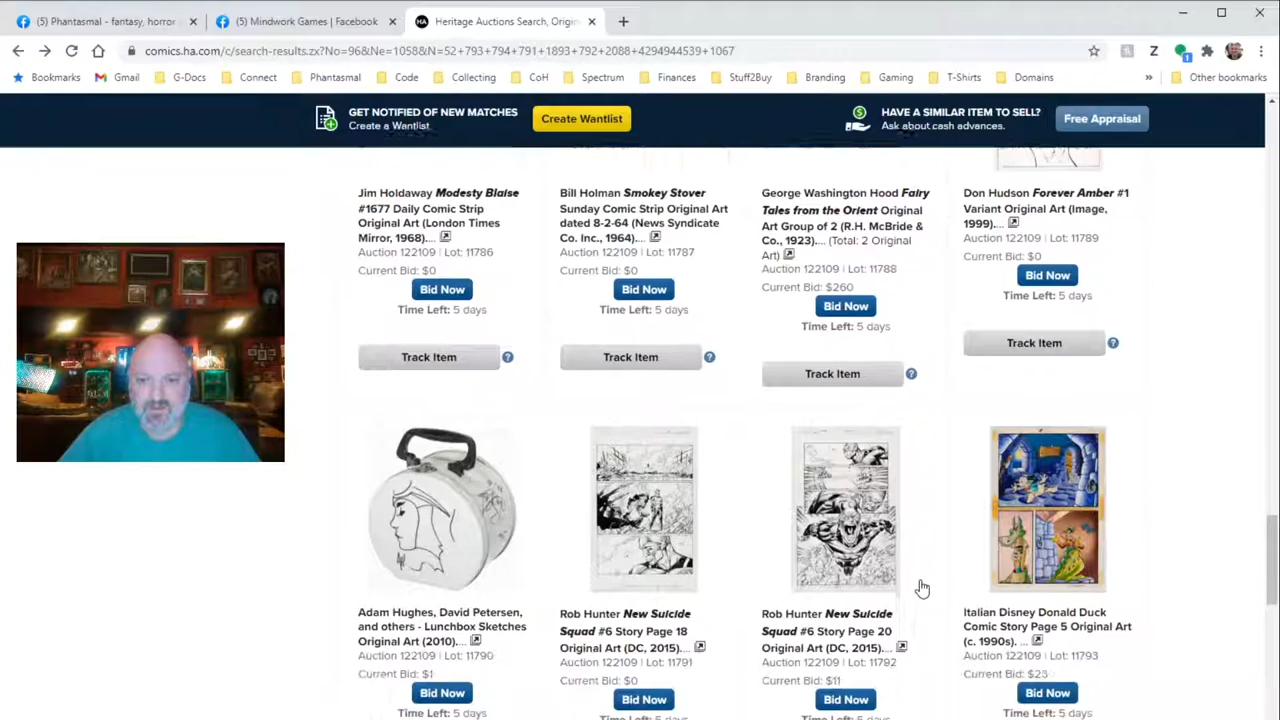 (5) Phantasmal - fantasy, horror
(5) Mindwork Games | Facebook
Heritage Auctions Search, Origin
comics.ha.com/c/search-results.zx?No=96&Ne=1058&N=52+793+794+791+1893+792+2088+4294944539+1067
Bookmarks Gmail G-Docs Connect Phantasmal Code Collecting CoH Spectrum Finances Stuff2Buy Branding Gaming T-Shirts Domains » Other bookmarks
GET NOTIFIED OF NEW MATCHES
Create a Wantlist
Create Wantlist
HAVE A SIMILAR ITEM TO SELL?
Ask about cash advances.
Free Appraisal
Jim Holdaway Modesty Blaise
#1677 Daily Comic Strip
Original Art (London Times
Mirror, 1968)....
Auction 122109 | Lot: 11786
Current Bid: $0
Bid Now
Time Left: 5 days
Track Item
Bill Holman Smokey Stover
Sunday Comic Strip Original Art
dated 8-2-64 (News Syndicate
Co. Inc., 1964)....
Auction 122109 | Lot: 11787
Current Bid: $0
Bid Now
Time Left: 5 days
Track Item
George Washington Hood Fairy
Tales from the Orient Original
Art Group of 2 (R.H. McBride &
Co., 1923).... (Total: 2 Original
Art)
Auction 122109 | Lot: 11788
Current Bid: $260
Bid Now
Time Left: 5 days
Track Item
Don Hudson Forever Amber #1
Variant Original Art (Image,
1999)....
Auction 122109 | Lot: 11789
Current Bid: $0
Bid Now
Time Left: 5 days
Track Item
Adam Hughes, David Petersen,
and others - Lunchbox Sketches
Original Art (2010)....
Auction 122109 | Lot: 11790
Current Bid: $1
Bid Now
Time Left: 5 days
Rob Hunter New Suicide
Squad #6 Story Page 18
Original Art (DC, 2015)....
Auction 122109 | Lot: 11791
Current Bid: $0
Bid Now
Time Left: 5 days
Rob Hunter New Suicide
Squad #6 Story Page 20
Original Art (DC, 2015)....
Auction 122109 | Lot: 11792
Current Bid: $11
Bid Now
Time Left: 5 days
Italian Disney Donald Duck
Comic Story Page 5 Original Art
(c. 1990s). ...
Auction 122109 | Lot: 11793
Current Bid: $25
Bid Now
Time Left: 5 days